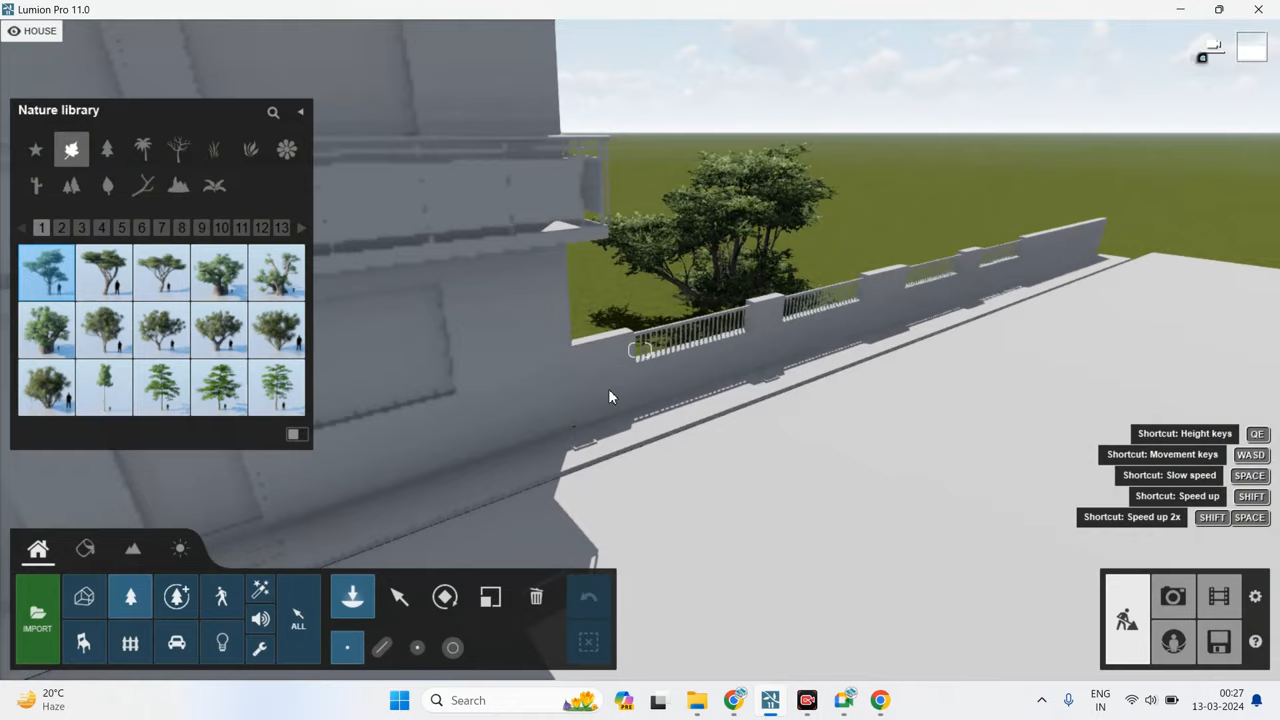 Lumion Pro 11.0
HOUSE
Nature library
1 2 3 4 5 6 7 8 9 10 11 12 13
Shortcut: Height keys QE
Shortcut: Movement keys WASD
Shortcut: Slow speed SPACE
Shortcut: Speed up SHIFT
Shortcut: Speed up 2x SHIFT SPACE
IMPORT
ALL
20°C
Haze
Search
PRE
ENG
IN
00:27
13-03-2024